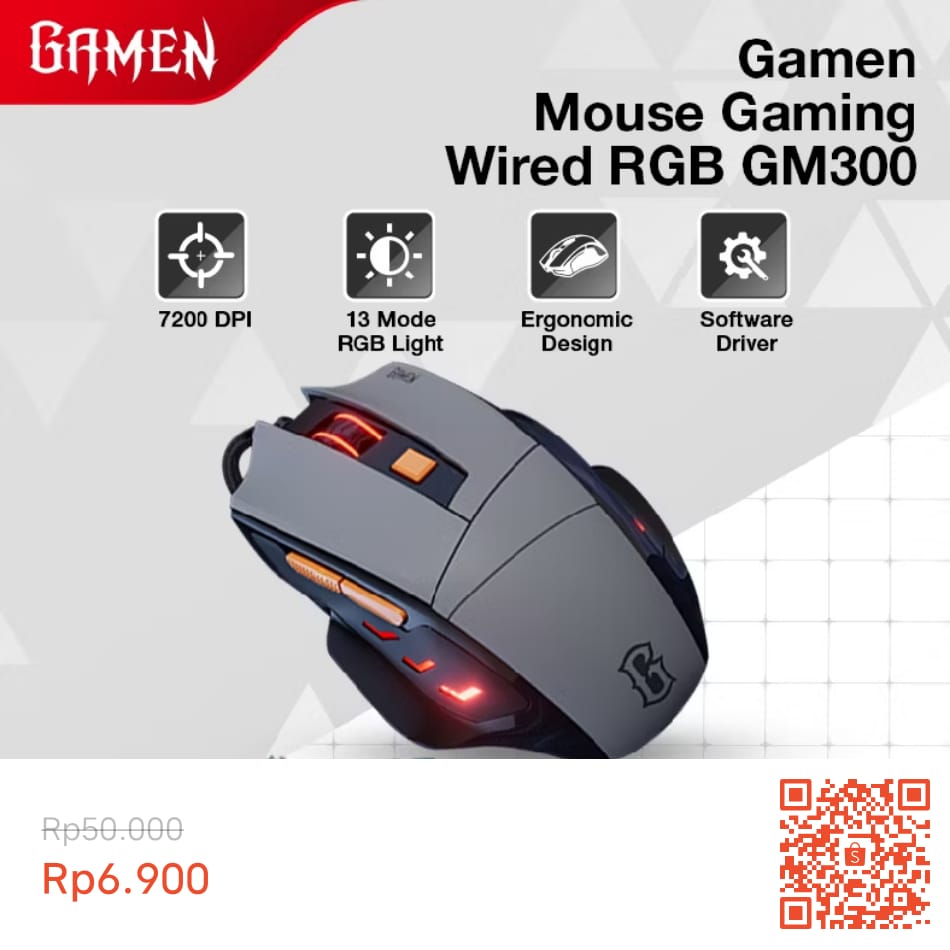 GAMEN
Gamen
Mouse Gaming
Wired RGB GM300
7200 DPI
13 Mode
RGB Light
Ergonomic
Design
Software
Driver
GAMEN
Rp50.000
Rp6.900